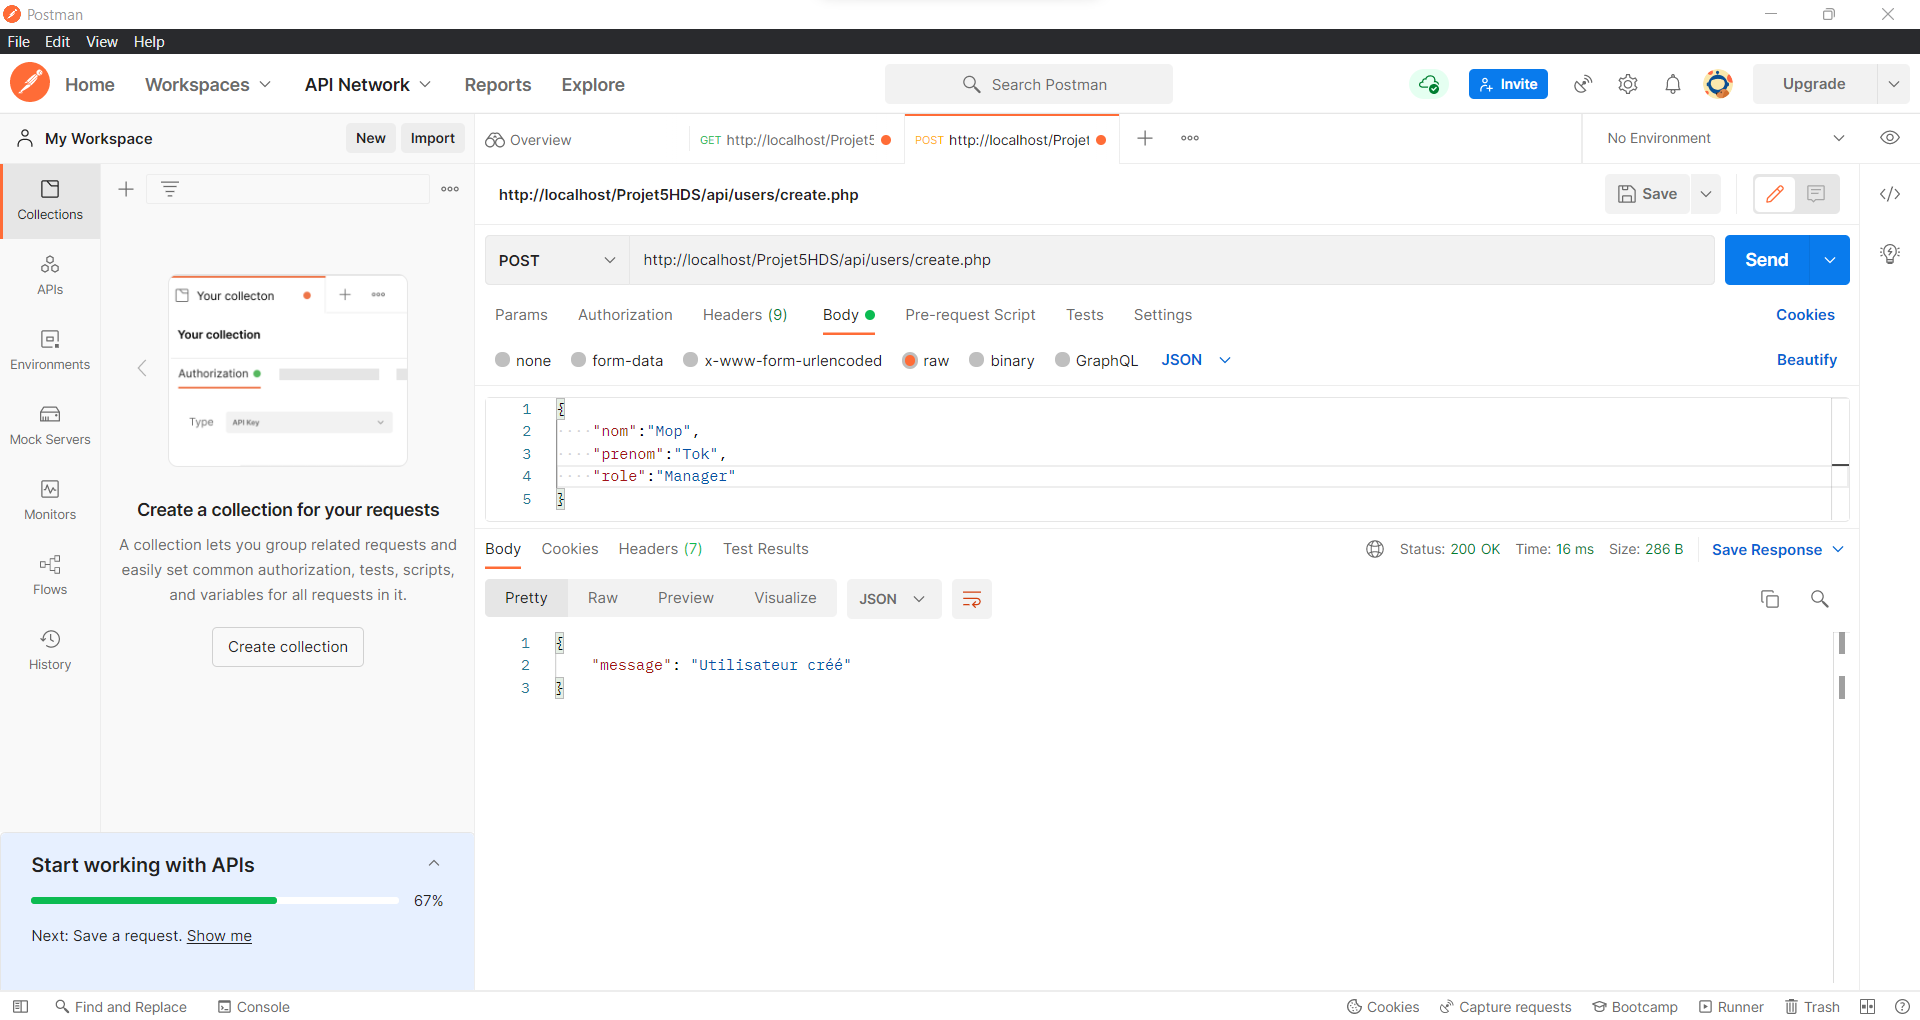 Postman
File Edit View Help
Home Workspaces API Network Reports Explore Search Postman Invite Upgrade
My Workspace New Import
Overview GET http://localhost/Projet5 POST http://localhost/Projet No Environment
Collections
APIs
Environments
Mock Servers
Monitors
Flows
History
Your collecton
Your collection
Authorization
Type API Key
Create a collection for your requests
A collection lets you group related requests and
easily set common authorization, tests, scripts,
and variables for all requests in it.
Create collection
Start working with APIs
67%
Next: Save a request. Show me
http://localhost/Projet5HDS/api/users/create.php Save
POST http://localhost/Projet5HDS/api/users/create.php Send
Params Authorization Headers (9) Body Pre-request Script Tests Settings Cookies
none form-data x-www-form-urlencoded raw binary GraphQL JSON Beautify
1 {
2 "nom":"Mop",
3 "prenom":"Tok",
4 "role":"Manager"
5 }
Body Cookies Headers (7) Test Results Status: 200 OK Time: 16 ms Size: 286 B Save Response
Pretty Raw Preview Visualize JSON
1 {
2 "message": "Utilisateur créé"
3 }
Find and Replace Console Cookies Capture requests Bootcamp Runner Trash